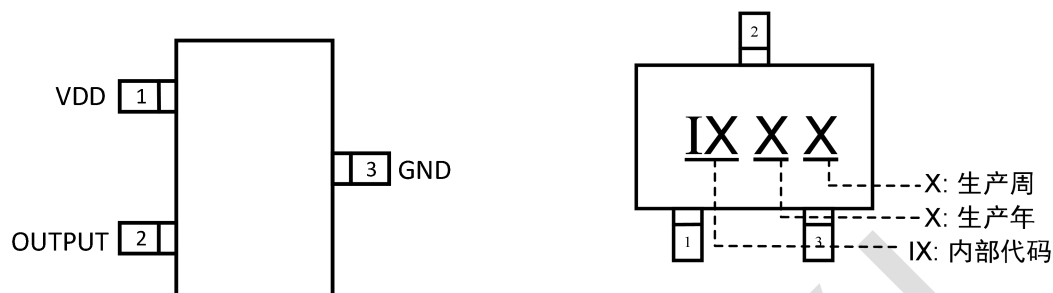 VDD 1
3 GND
OUTPUT 2
2
IX X X
X: 生产周
X: 生产年
1 3 IX: 内部代码